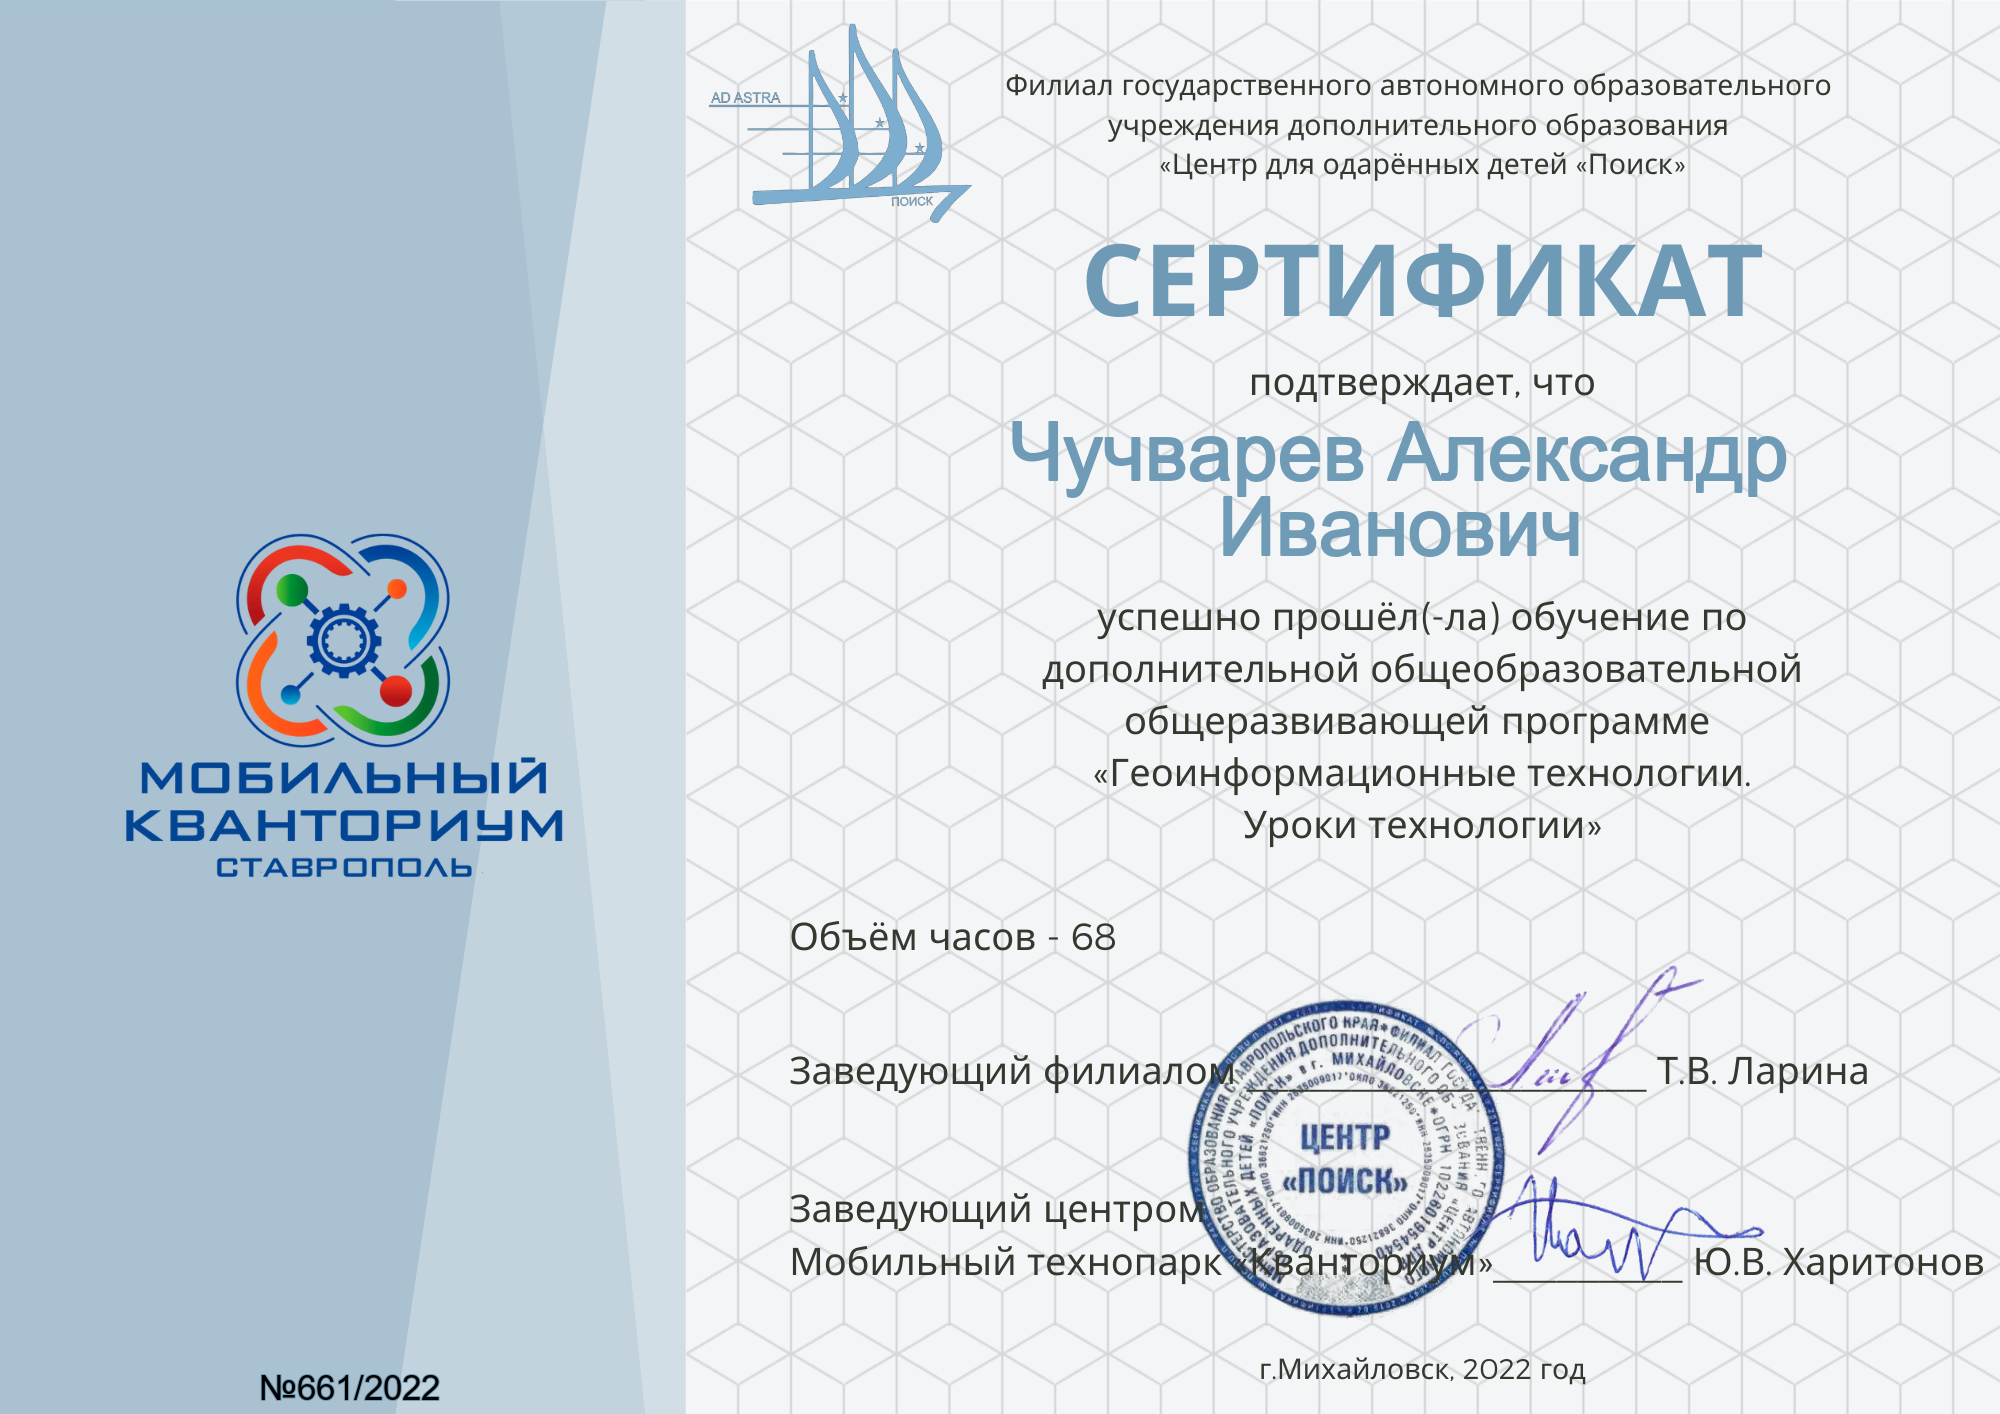 AD ASTRA
ПОИСК
Филиал государственного автономного образовательного
учреждения дополнительного образования
«Центр для одарённых детей «Поиск»
СЕРТИФИКАТ
подтверждает, что
Чучварев Александр
Иванович
успешно прошёл(-ла) обучение по
дополнительной общеобразовательной
общеразвивающей программе
«Геоинформационные технологии.
Уроки технологии»
МОБИЛЬНЫЙ
КВАНТОРИУМ
СТАВРОПОЛЬ
Объём часов - 68
Заведующий филиалом Т.В. Ларина
ЦЕНТР
«ПОИСК»
Заведующий центром
Мобильный технопарк «Кванториум» Ю.В. Харитонов
г.Михайловск, 2022 год
№661/2022